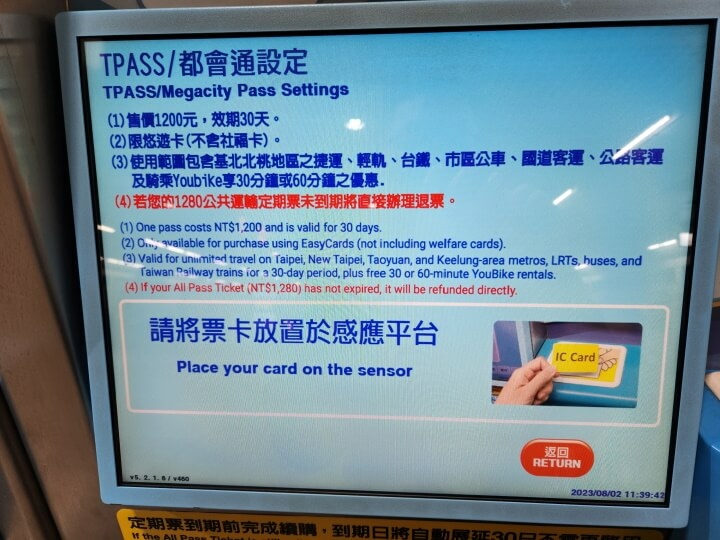 TPASS/都會通設定
TPASS/Megacity Pass Settings
(1)售價1200元，效期30天。
(2)限悠遊卡(不含社福卡)。
(3)使用範圍包含基北北桃地區之捷運、輕軌、台鐵、市區公車、國道客運、公路客運
及騎乘Youbike享30分鐘或60分鐘之優惠.
(4)若您的1280公共運輸定期票未到期將直接辦理退票。
(1) One pass costs NT$1,200 and is valid for 30 days.
(2) Only available for purchase using EasyCards (not including welfare cards).
(3) Valid for unlimited travel on Taipei, New Taipei, Taoyuan, and Keelung-area metros, LRTs, buses, and
Taiwan Railway trains for a 30-day period, plus free 30 or 60-minute YouBike rentals.
(4) If your All Pass Ticket (NT$1,280) has not expired, it will be refunded directly.
請將票卡放置於感應平台
Place your card on the sensor
IC Card
返回
RETURN
v5. 2. 1. 6 / v460
2023/08/02 11:39:42
定期票到期前完成續購，到期日將自動展延30日
If the All Pass Ticket